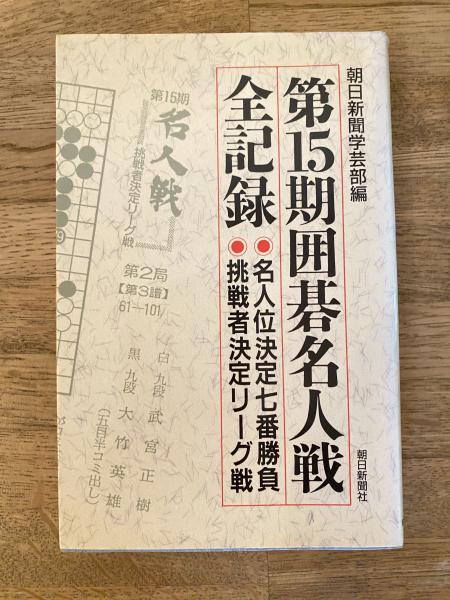 朝日新聞学芸部編
第15期囲碁名人戦
全記録
●名人位決定七番勝負
●挑戦者決定リーグ戦
朝日新聞社
第15期
名人戦
挑戦者決定リーグ戦
第2局
【第3譜】
61―101
白 九段 武宮正樹
黒 九段 大竹英雄
(五目半コミ出し)